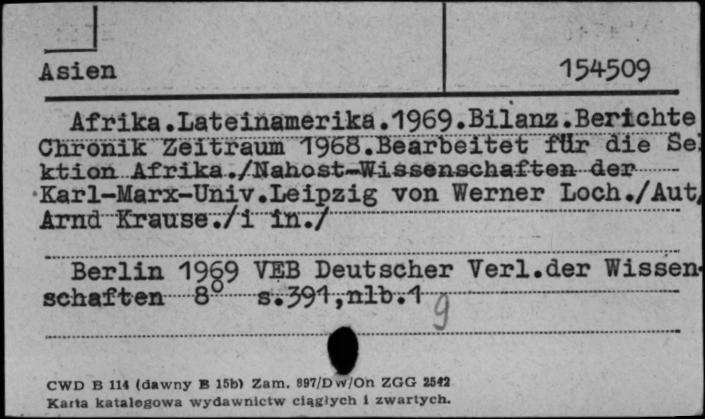 Asien 154509
Afrika.Lateinamerika.1969.Bilanz.Berichte
Chronik Zeitraum 1968.Bearbeitet für die Se
ktion Afrika./Nahost-Wissenschaften der
Karl-Marx-Univ.Leipzig von Werner Loch./Aut,
Arnd Krause./i in./
Berlin 1969 VEB Deutscher Verl.der Wissen-
schaften 8° s.391,nlb.1
g
CWD B 114 (dawny B 15b) Zam. 897/DW/On ZGG 2542
Karta katalogowa wydawnictw ciągłych i zwartych.